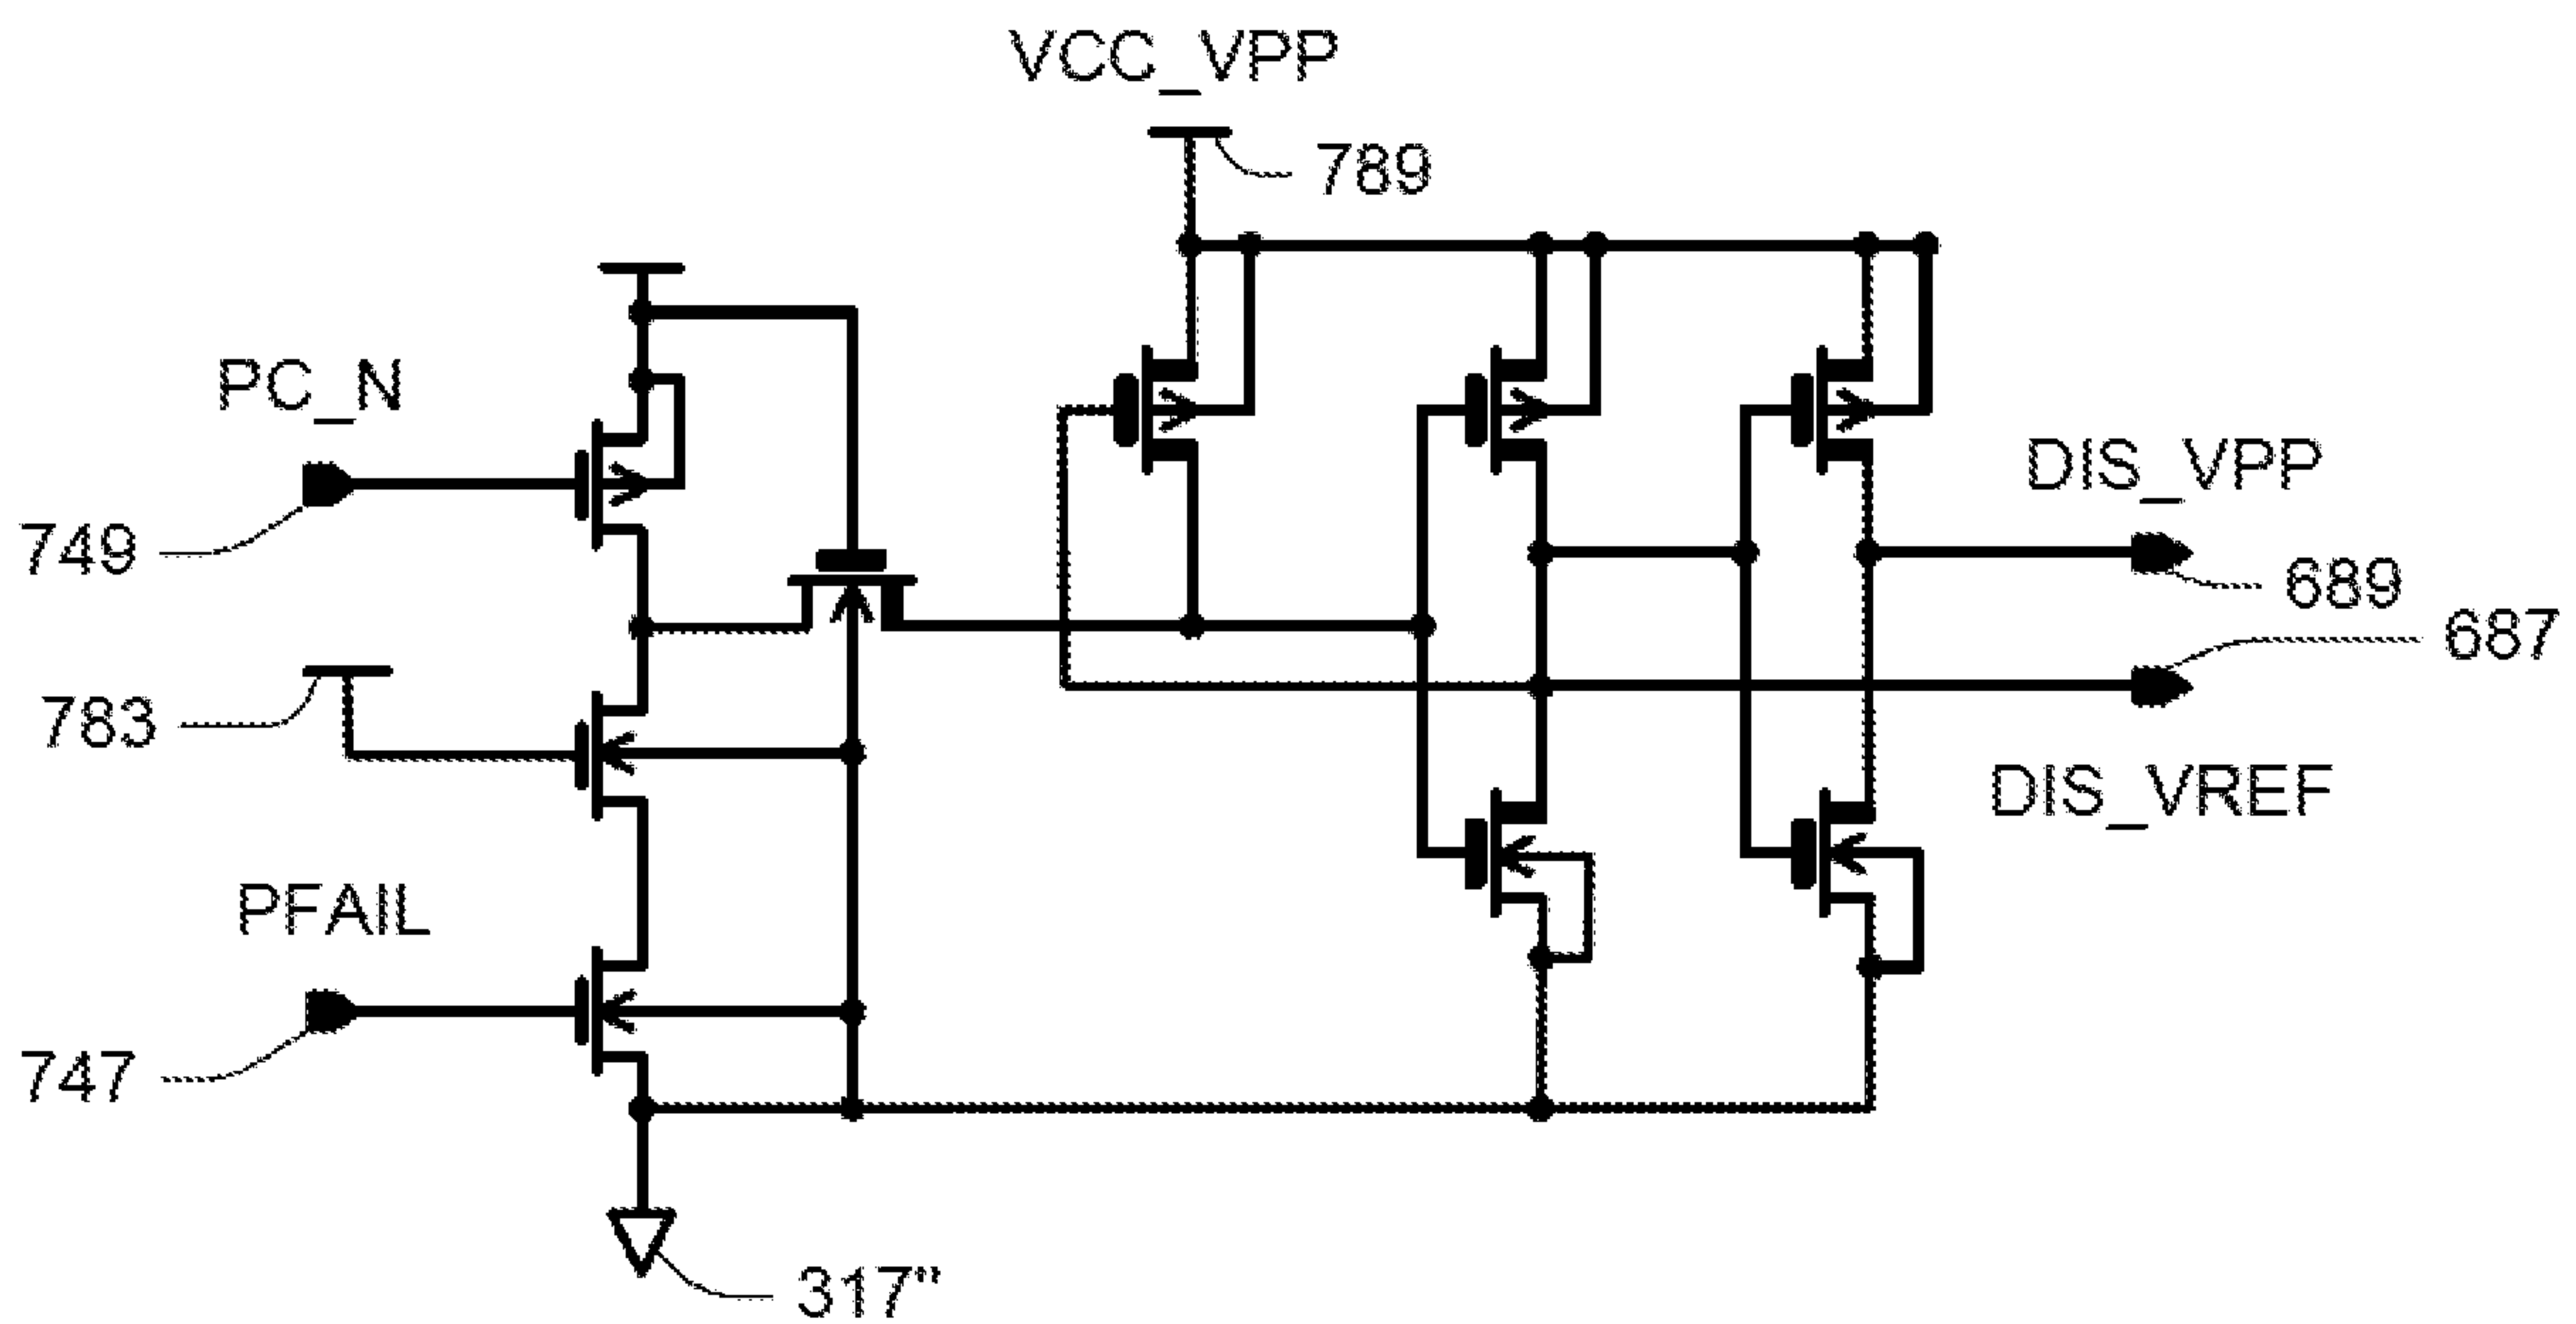 VCC_VPP
789
PC_N
749
DIS_VPP
689
687
783
DIS_VREF
PFAIL
747
317"